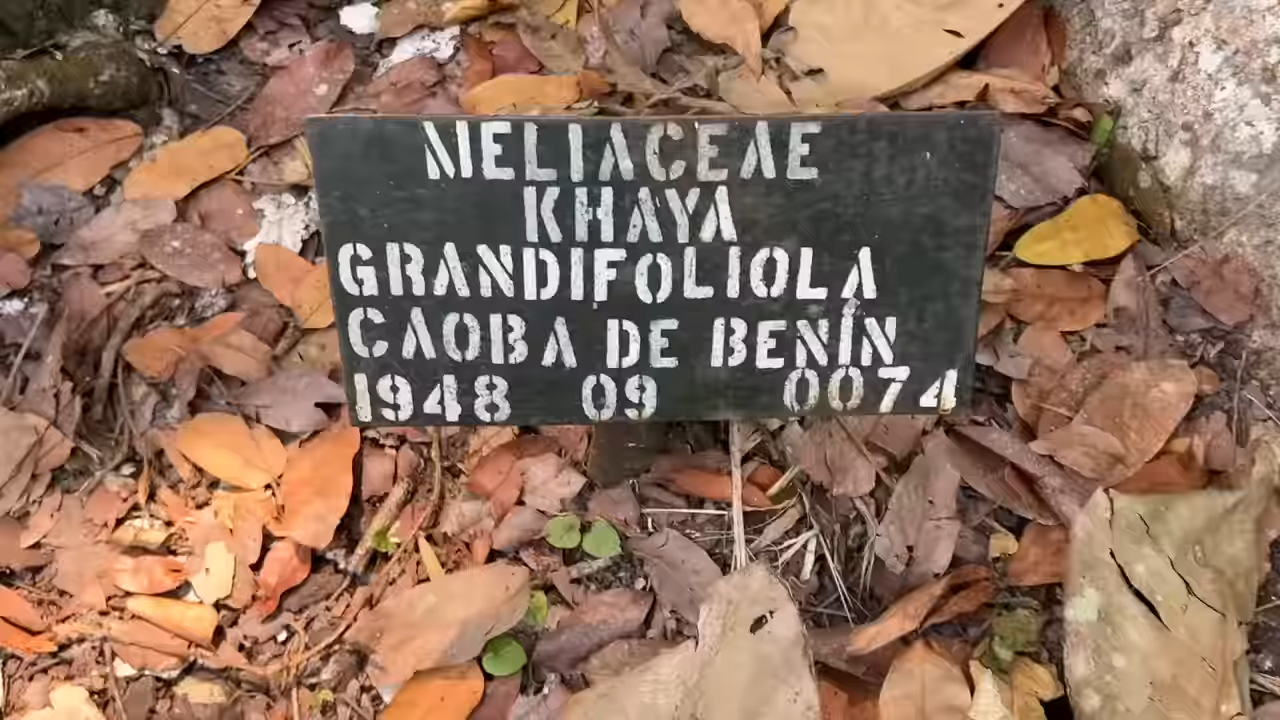 MELIACEAE
KHAYA
GRANDIFOLIOLA
CAOBA DE BENÍN
1948 09 0074